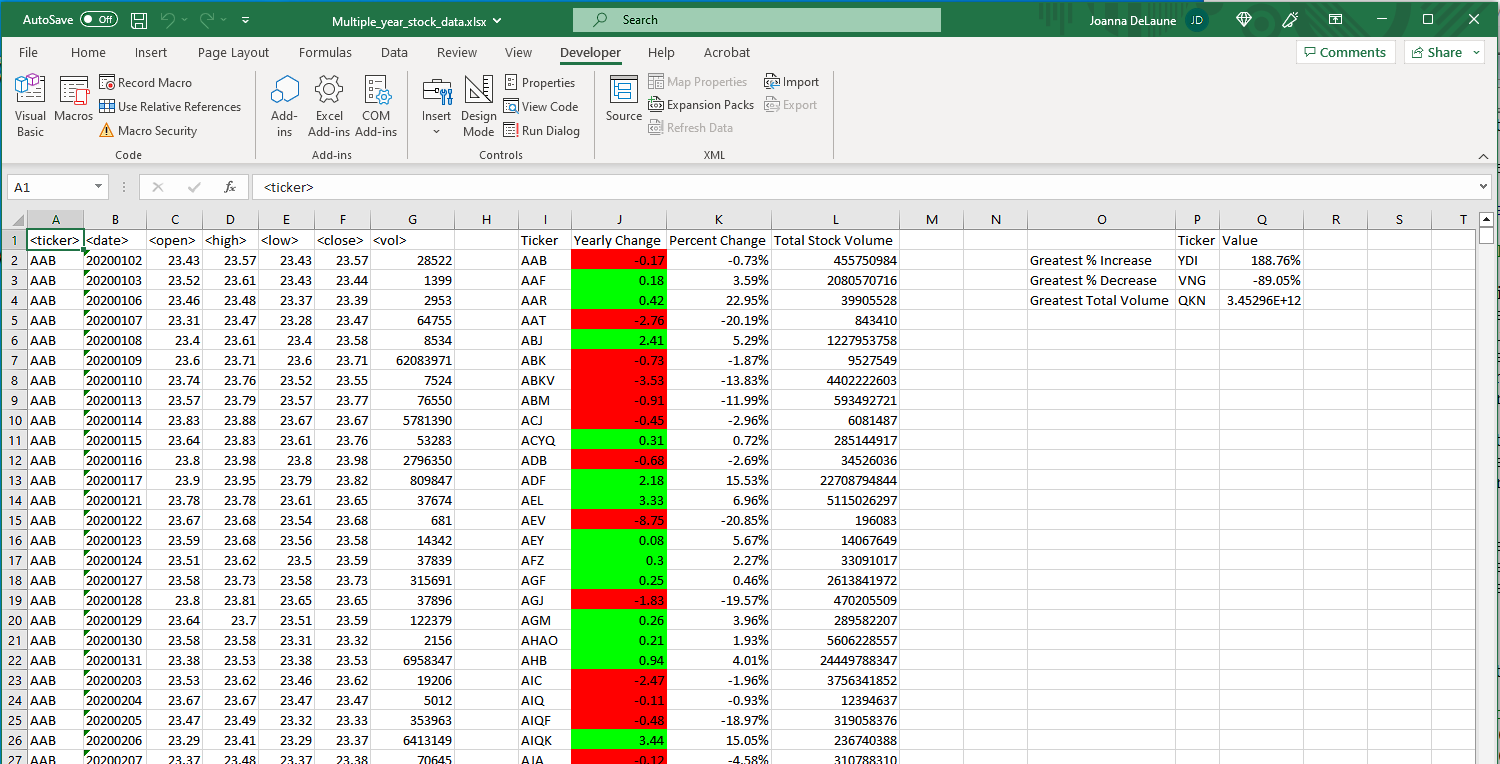 AutoSave Off Multiple_year_stock_data.xlsx Search Joanna DeLaune JD
File Home Insert Page Layout Formulas Data Review View Developer Help Acrobat Comments Share
Visual Basic Macros Record Macro Use Relative References Macro Security
Add-ins Excel Add-ins COM Add-ins
Insert Design Mode Properties View Code Run Dialog
Source Map Properties Expansion Packs Refresh Data Import Export
Code Add-ins Controls XML
A1 fx <ticker>
A B C D E F G H I J K L M N O P Q R S T
1 <ticker> <date> <open> <high> <low> <close> <vol> Ticker Yearly Change Percent Change Total Stock Volume Ticker Value
2 AAB 20200102 23.43 23.57 23.43 23.57 28522 AAB -0.17 -0.73% 455750984 Greatest % Increase YDI 188.76%
3 AAB 20200103 23.52 23.61 23.43 23.44 1399 AAF 0.18 3.59% 2080570716 Greatest % Decrease VNG -89.05%
4 AAB 20200106 23.46 23.48 23.37 23.39 2953 AAR 0.42 22.95% 39905528 Greatest Total Volume QKN 3.45296E+12
5 AAB 20200107 23.31 23.47 23.28 23.47 64755 AAT -2.76 -20.19% 843410
6 AAB 20200108 23.4 23.61 23.4 23.58 8534 ABJ 2.41 5.29% 1227953758
7 AAB 20200109 23.6 23.71 23.6 23.71 62083971 ABK -0.73 -1.87% 9527549
8 AAB 20200110 23.74 23.76 23.52 23.55 7524 ABKV -3.53 -13.83% 4402222603
9 AAB 20200113 23.57 23.79 23.57 23.77 76550 ABM -0.91 -11.99% 593492721
10 AAB 20200114 23.83 23.88 23.67 23.67 5781390 ACJ -0.45 -2.96% 6081487
11 AAB 20200115 23.64 23.83 23.61 23.76 53283 ACYQ 0.31 0.72% 285144917
12 AAB 20200116 23.8 23.98 23.8 23.98 2796350 ADB -0.68 -2.69% 34526036
13 AAB 20200117 23.9 23.95 23.79 23.82 809847 ADF 2.18 15.53% 22708794844
14 AAB 20200121 23.78 23.78 23.61 23.65 37674 AEL 3.33 6.96% 5115026297
15 AAB 20200122 23.67 23.68 23.54 23.68 681 AEV -8.75 -20.85% 196083
16 AAB 20200123 23.59 23.68 23.56 23.58 14342 AEY 0.08 5.67% 14067649
17 AAB 20200124 23.51 23.62 23.5 23.59 37839 AFZ 0.3 2.27% 33091017
18 AAB 20200127 23.58 23.73 23.58 23.73 315691 AGF 0.25 0.46% 2613841972
19 AAB 20200128 23.8 23.81 23.65 23.65 37896 AGJ -1.83 -19.57% 470205509
20 AAB 20200129 23.64 23.7 23.51 23.59 122379 AGM 0.26 3.96% 289582207
21 AAB 20200130 23.58 23.58 23.31 23.32 2156 AHAO 0.21 1.93% 5606228557
22 AAB 20200131 23.38 23.53 23.38 23.53 6958347 AHB 0.94 4.01% 24449788347
23 AAB 20200203 23.53 23.62 23.46 23.62 19206 AIC -2.47 -1.96% 3756341852
24 AAB 20200204 23.67 23.67 23.47 23.47 5012 AIQ -0.11 -0.93% 12394637
25 AAB 20200205 23.47 23.49 23.32 23.33 353963 AIQF -0.48 -18.97% 319058376
26 AAB 20200206 23.29 23.41 23.29 23.37 6413149 AIQK 3.44 15.05% 236740388
27 AAB 20200207 23.37 23.48 23.37 23.38 70645 AJA -0.12 -4.58% 310788310